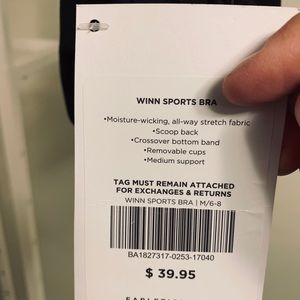 WINN SPORTS BRA
•Moisture-wicking, all-way stretch fabric
•Scoop back
•Crossover bottom band
•Removable cups
•Medium support
TAG MUST REMAIN ATTACHED
FOR EXCHANGES & RETURNS
WINN SPORTS BRA | M/6-8
BA1827317-0253-17040
$ 39.95